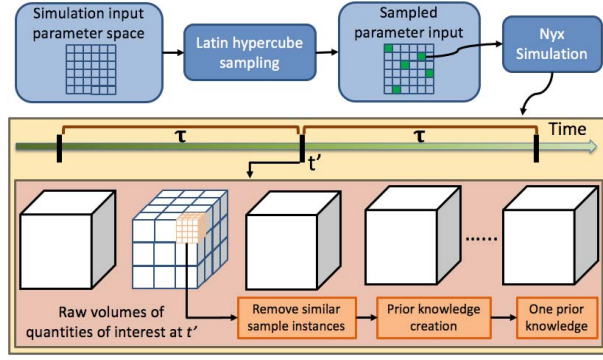 Simulation input
parameter space
Latin hypercube
sampling
Sampled
parameter input
Nyx
Simulation
τ
τ
Time
t’
Raw volumes of
quantities of interest at t’
Remove similar
sample instances
Prior knowledge
creation
......
One prior
knowledge